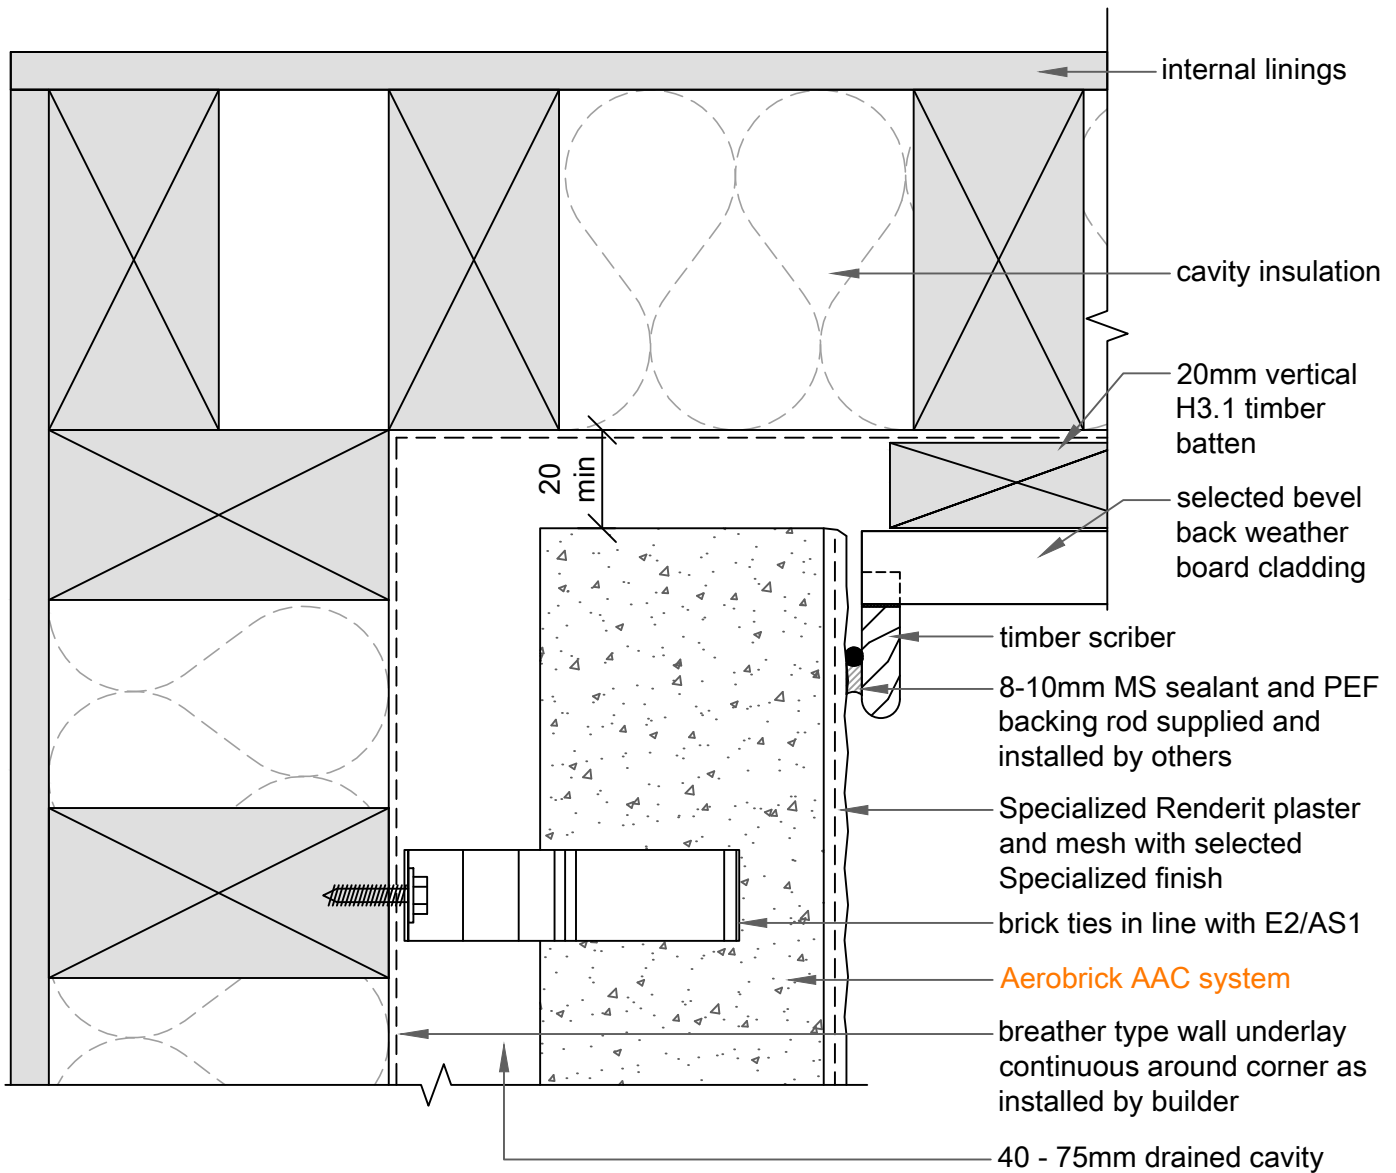 internal linings
cavity insulation
20mm vertical
H3.1 timber
batten
20
min
selected bevel
back weather
board cladding
timber scriber
8-10mm MS sealant and PEF
backing rod supplied and
installed by others
Specialized Renderit plaster
and mesh with selected
Specialized finish
brick ties in line with E2/AS1
Aerobrick AAC system
breather type wall underlay
continuous around corner as
installed by builder
40 - 75mm drained cavity